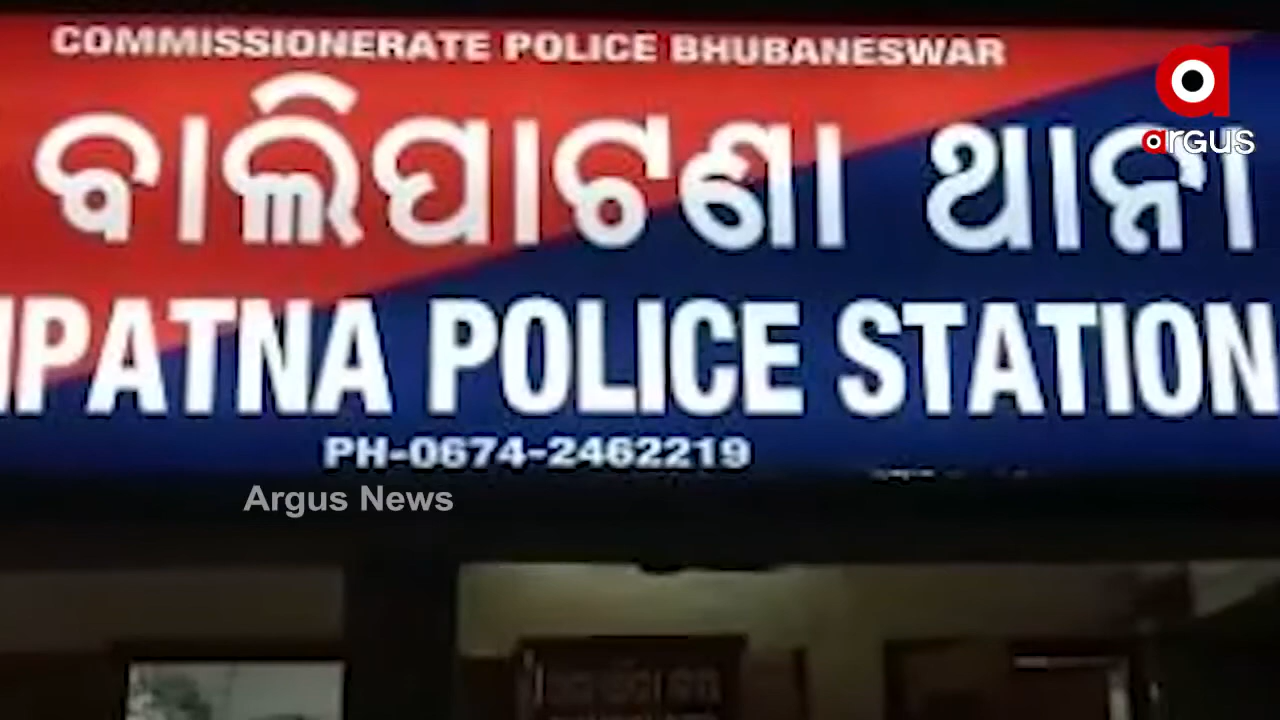 COMMISSIONERATE POLICE BHUBANESWAR
argus
ବାଲିପାଟଣା ଥାନା
IPATNA POLICE STATION
PH-0674-2462219
Argus News